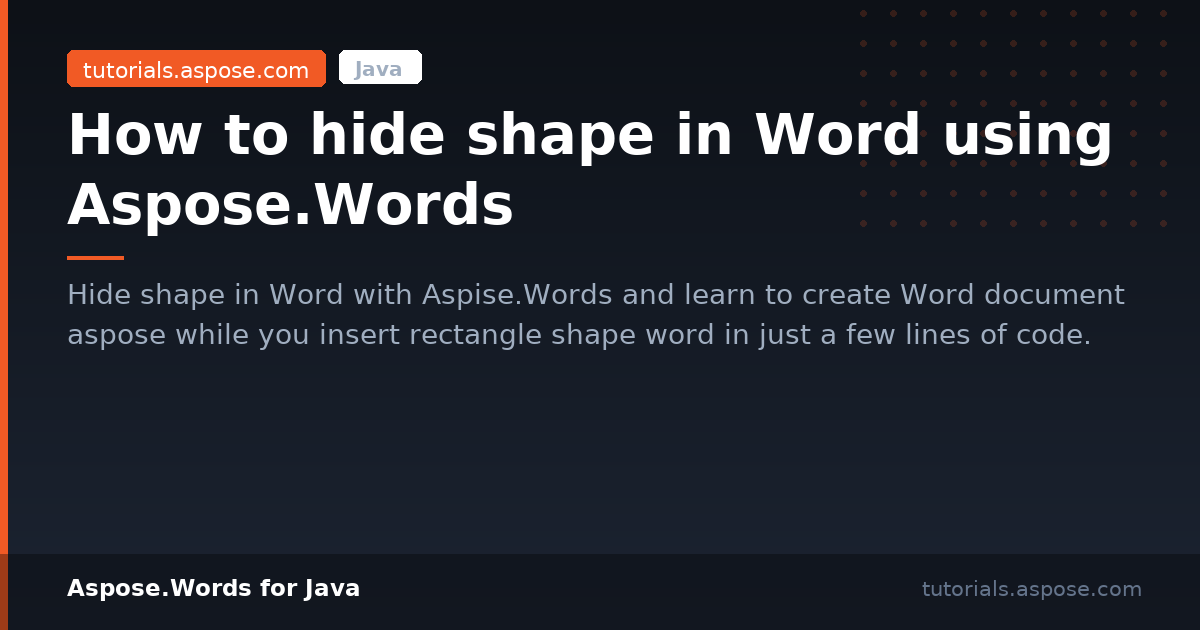 tutorials.aspose.com
Java
How to hide shape in Word using
Aspose.Words
Hide shape in Word with Aspise.Words and learn to create Word document
aspose while you insert rectangle shape word in just a few lines of code.
Aspose.Words for Java
tutorials.aspose.com